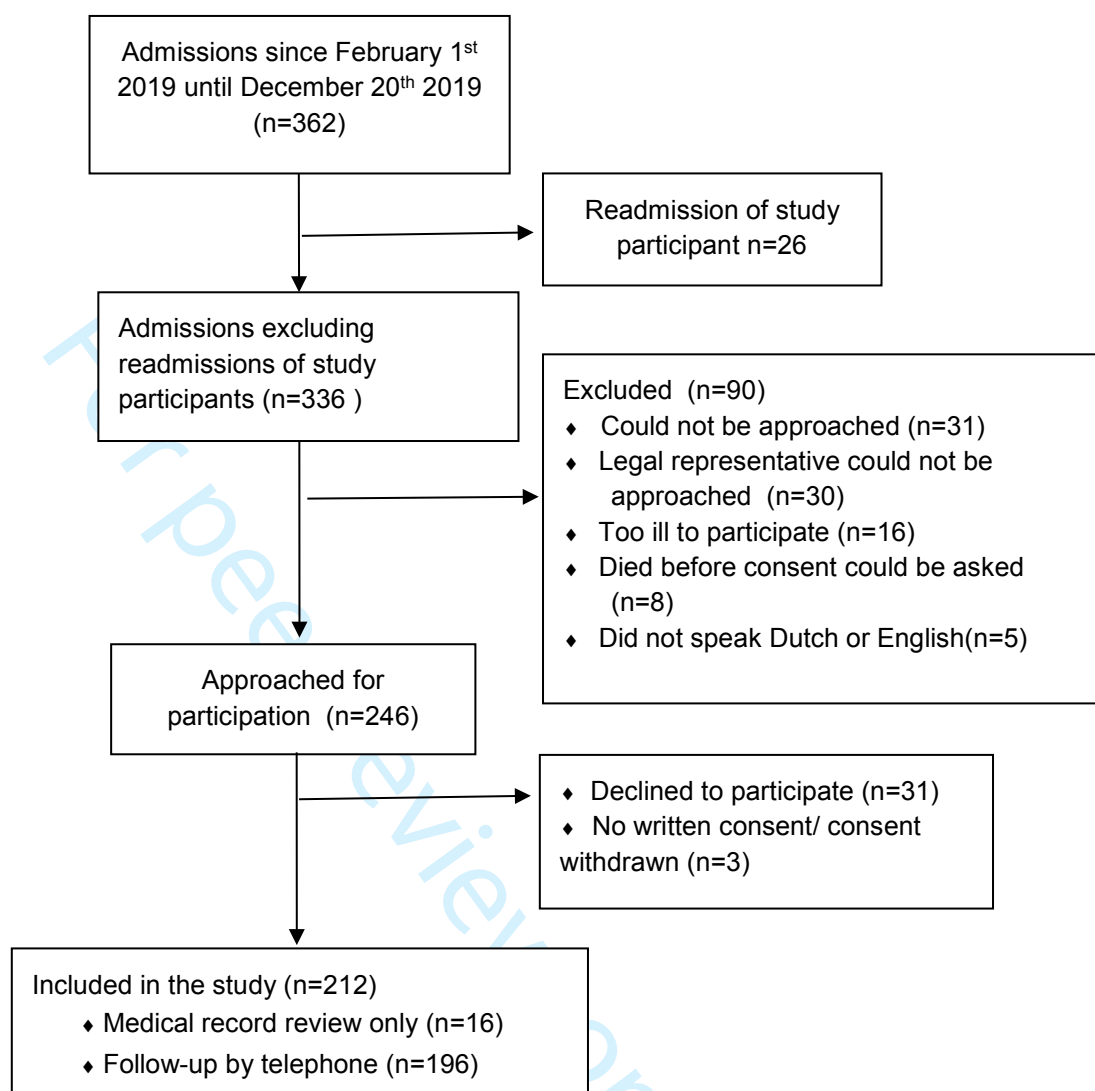 Admissions since February 1st
2019 until December 20th 2019
(n=362)
Readmission of study
participant n=26
Admissions excluding
readmissions of study
participants (n=336 )
Excluded (n=90)
♦ Could not be approached (n=31)
♦ Legal representative could not be
approached (n=30)
♦ Too ill to participate (n=16)
♦ Died before consent could be asked
(n=8)
♦ Did not speak Dutch or English(n=5)
Approached for
participation (n=246)
♦ Declined to participate (n=31)
♦ No written consent/ consent
withdrawn (n=3)
Included in the study (n=212)
♦ Medical record review only (n=16)
♦ Follow-up by telephone (n=196)
For peer review on